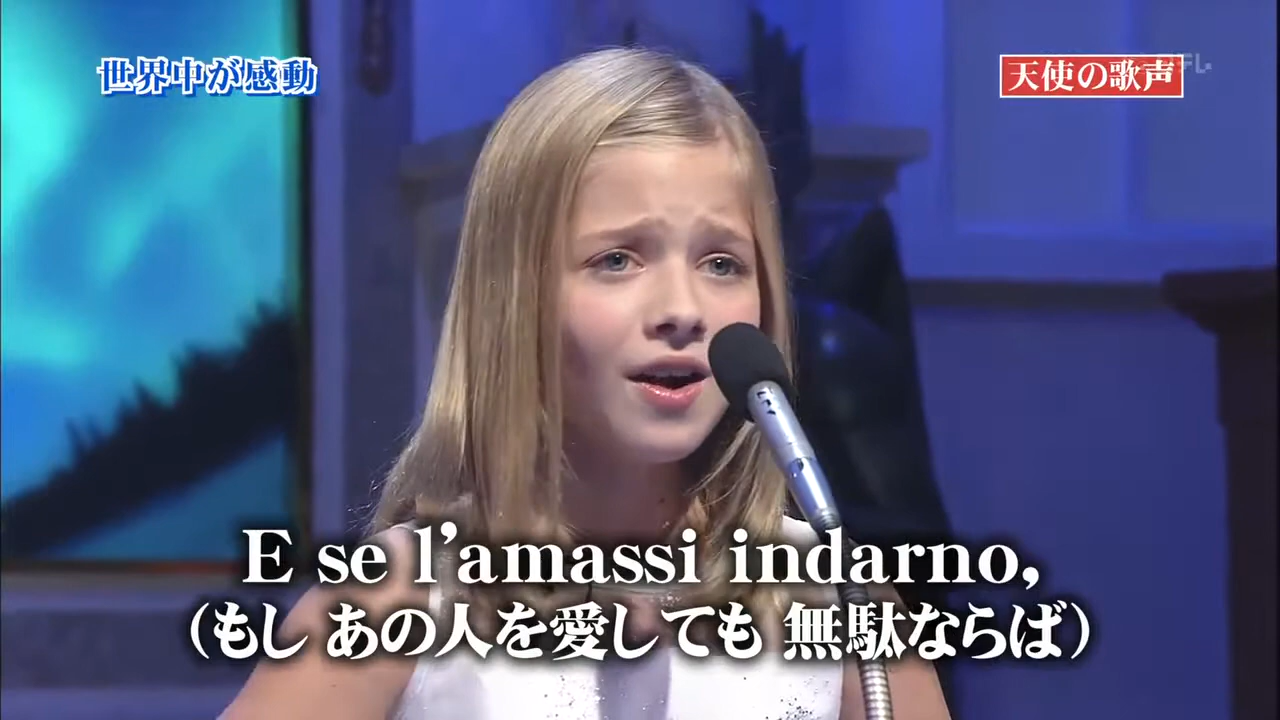 世界中が感動
天使の歌声
E se l'amassi indarno,
（もし あの人を愛しても 無駄ならば）